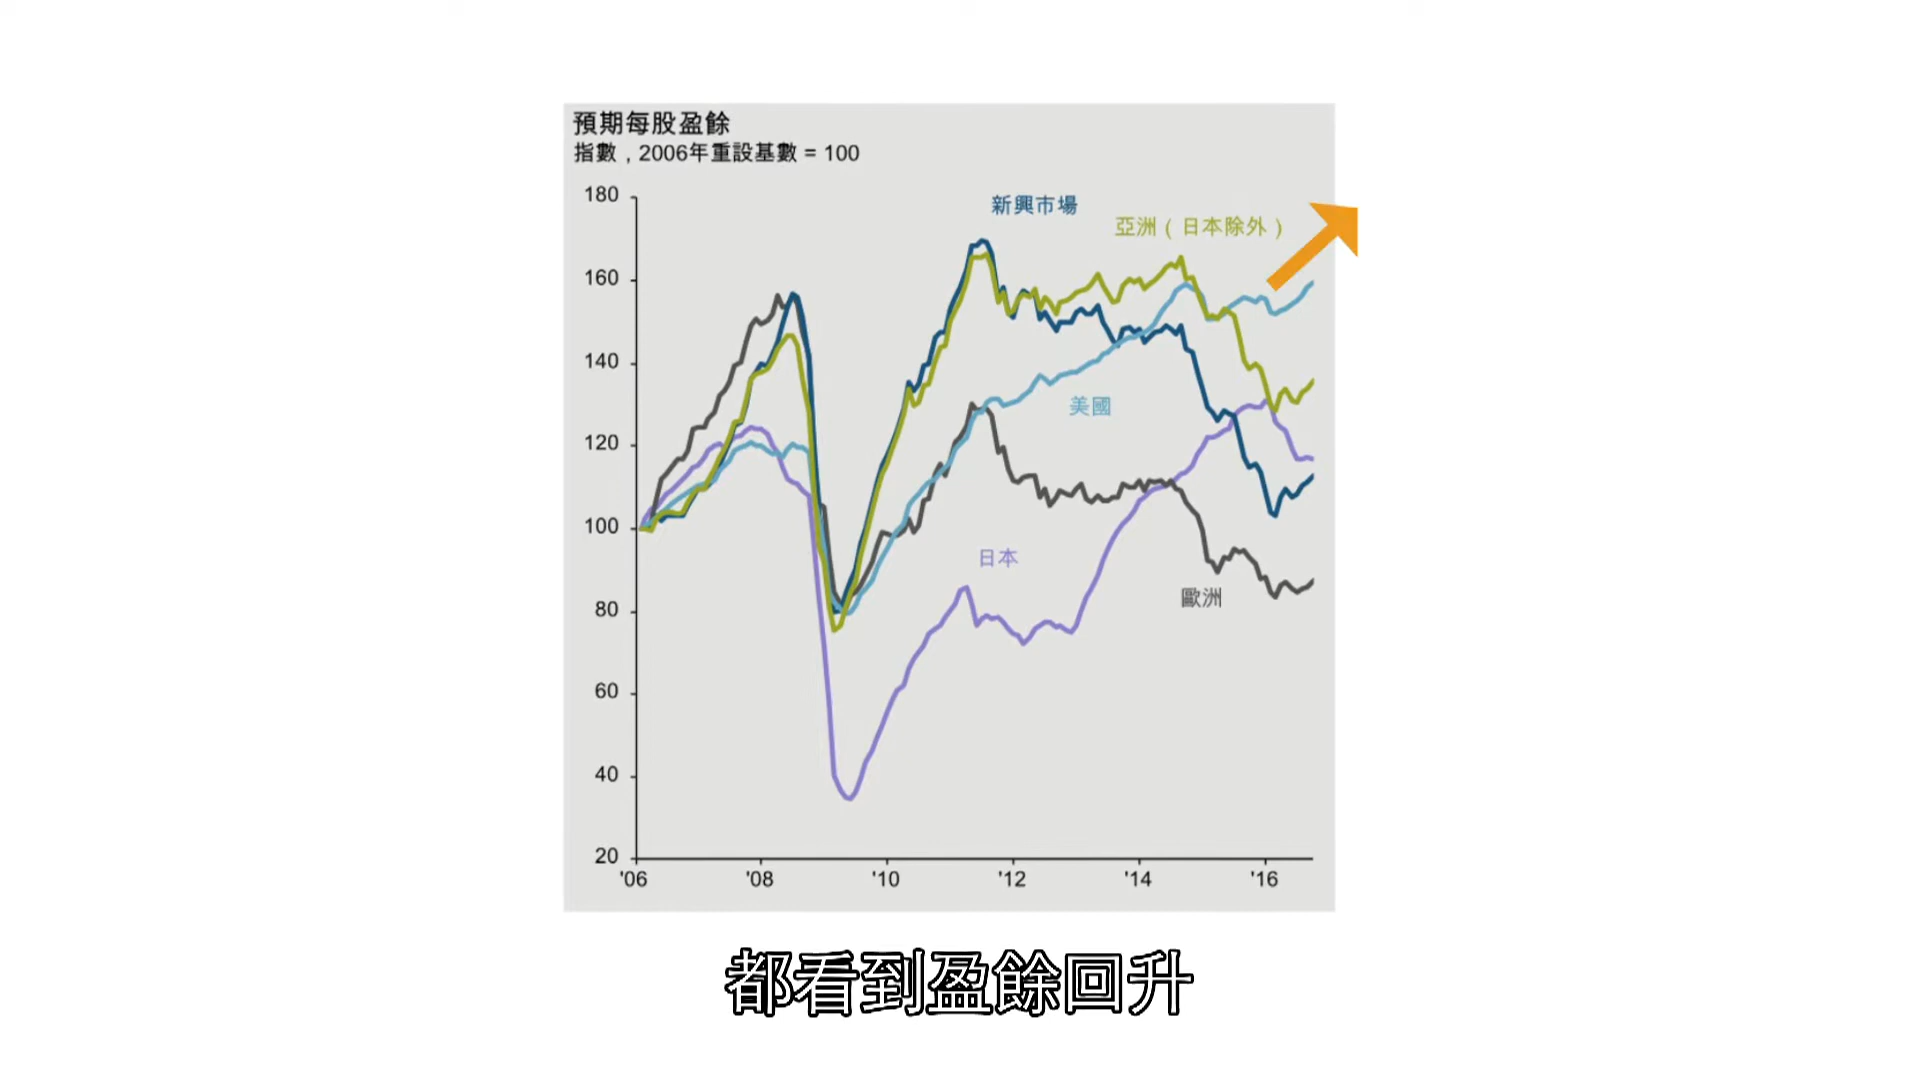 預期每股盈餘
指數，2006年重設基數 = 100
180
新興市場
亞洲（日本除外）
160
140
美國
120
100
日本
歐洲
80
60
40
20
'06 '08 '10 '12 '14 '16
都看到盈餘回升